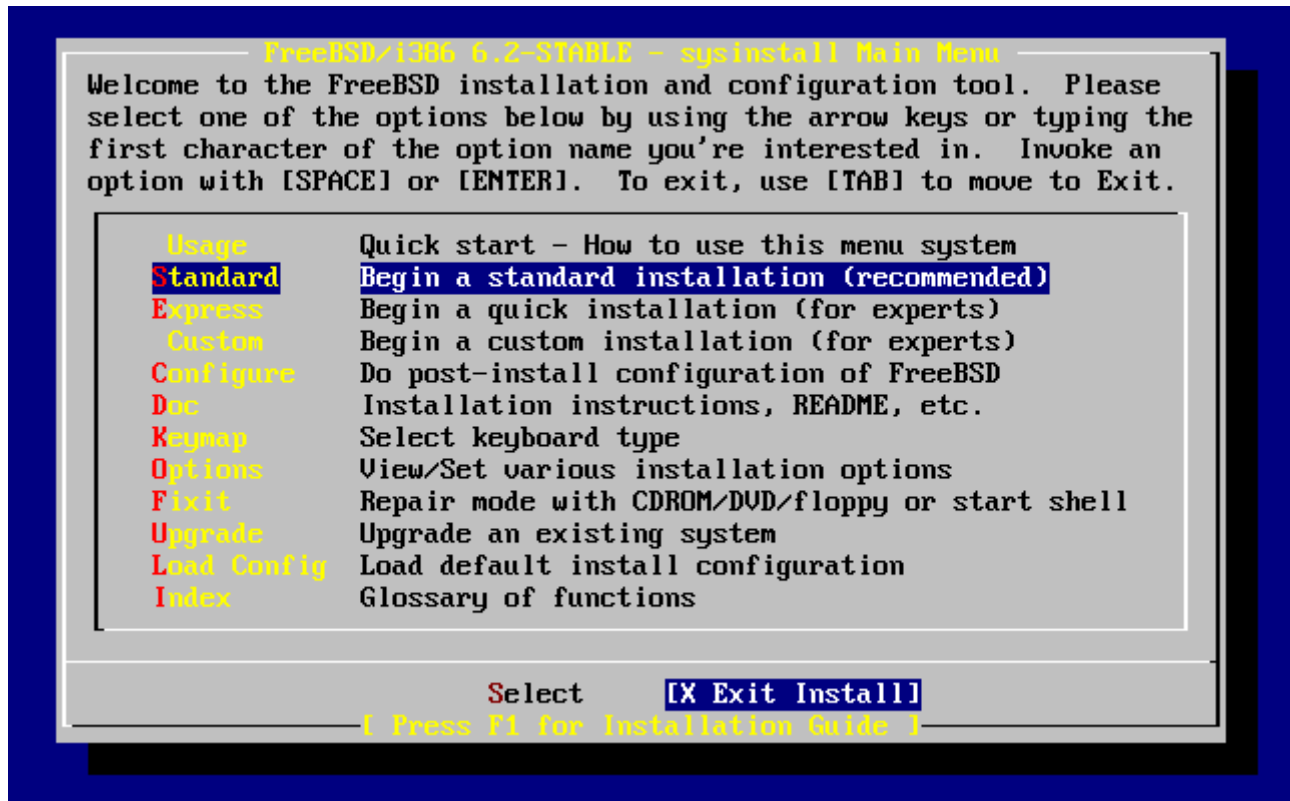 FreeBSD/i386 6.2-STABLE - sysinstall Main Menu
Welcome to the FreeBSD installation and configuration tool.  Please
select one of the options below by using the arrow keys or typing the
first character of the option name you're interested in.  Invoke an
option with [SPACE] or [ENTER].  To exit, use [TAB] to move to Exit.
Usage Quick start - How to use this menu system
Standard Begin a standard installation (recommended)
Express Begin a quick installation (for experts)
Custom Begin a custom installation (for experts)
Configure Do post-install configuration of FreeBSD
Doc Installation instructions, README, etc.
Keymap Select keyboard type
Options View/Set various installation options
Fixit Repair mode with CDROM/DVD/floppy or start shell
Upgrade Upgrade an existing system
Load Config Load default install configuration
Index Glossary of functions
Select [X Exit Install]
[ Press F1 for Installation Guide ]